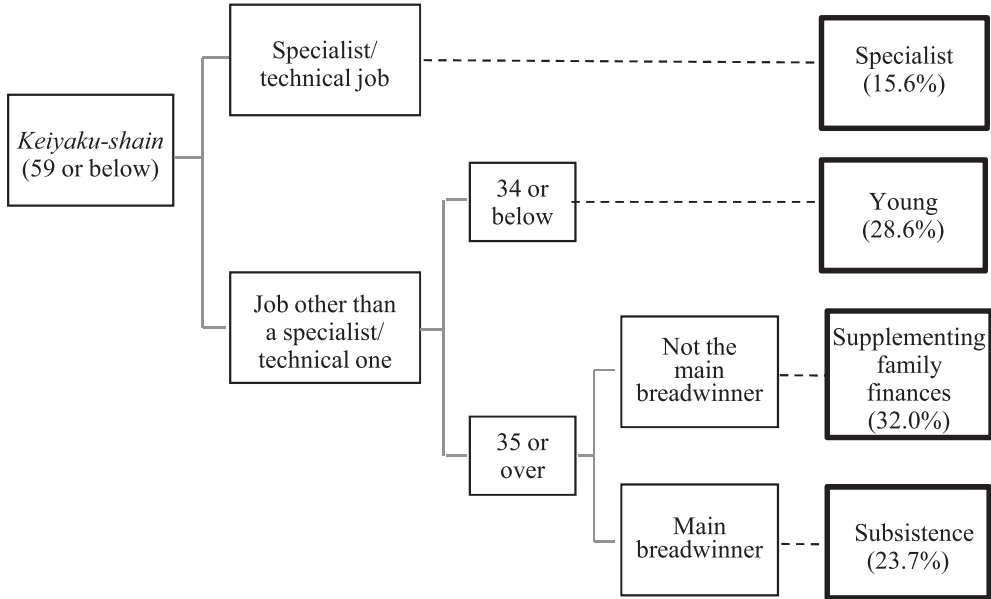 Keiyaku-shain
(59 or below)
Specialist/
technical job
Specialist
(15.6%)
Job other than
a specialist/
technical one
34 or
below
Young
(28.6%)
35 or
over
Not the
main
breadwinner
Supplementing
family
finances
(32.0%)
Main
breadwinner
Subsistence
(23.7%)